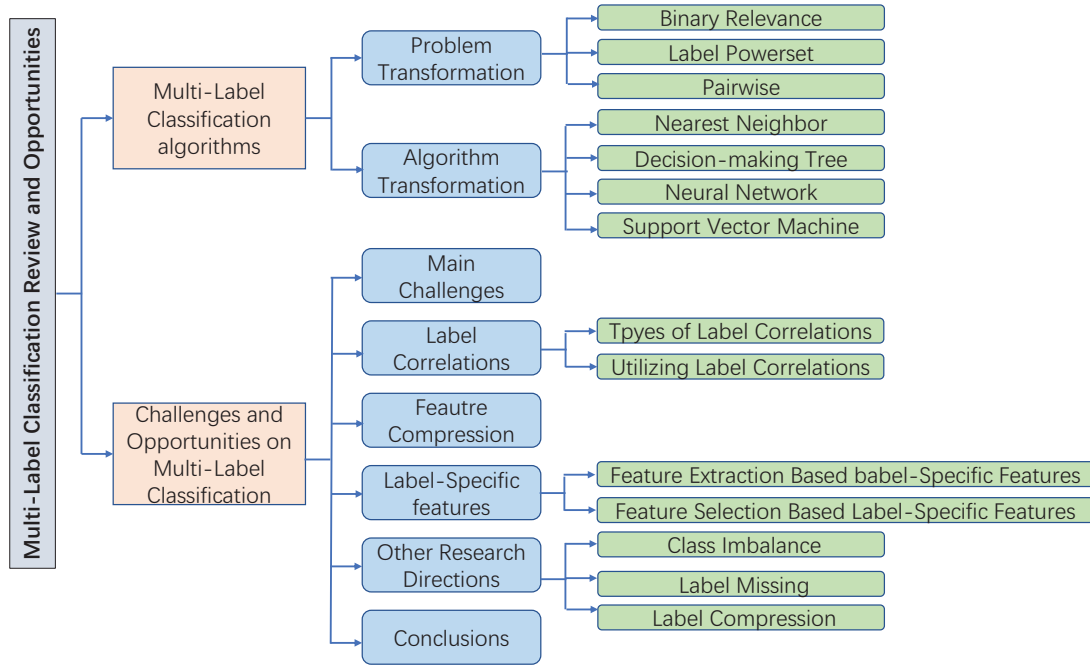 Multi-Label Classification Review and Opportunities
Multi-Label
Classification
algorithms
Problem
Transformation
Binary Relevance
Label Powerset
Pairwise
Algorithm
Transformation
Nearest Neighbor
Decision-making Tree
Neural Network
Support Vector Machine
Challenges and
Opportunities on
Multi-Label
Classification
Main
Challenges
Label
Correlations
Tpyes of Label Correlations
Utilizing Label Correlations
Feautre
Compression
Label-Specific
features
Feature Extraction Based babel-Specific Features
Feature Selection Based Label-Specific Features
Other Research
Directions
Class Imbalance
Label Missing
Label Compression
Conclusions